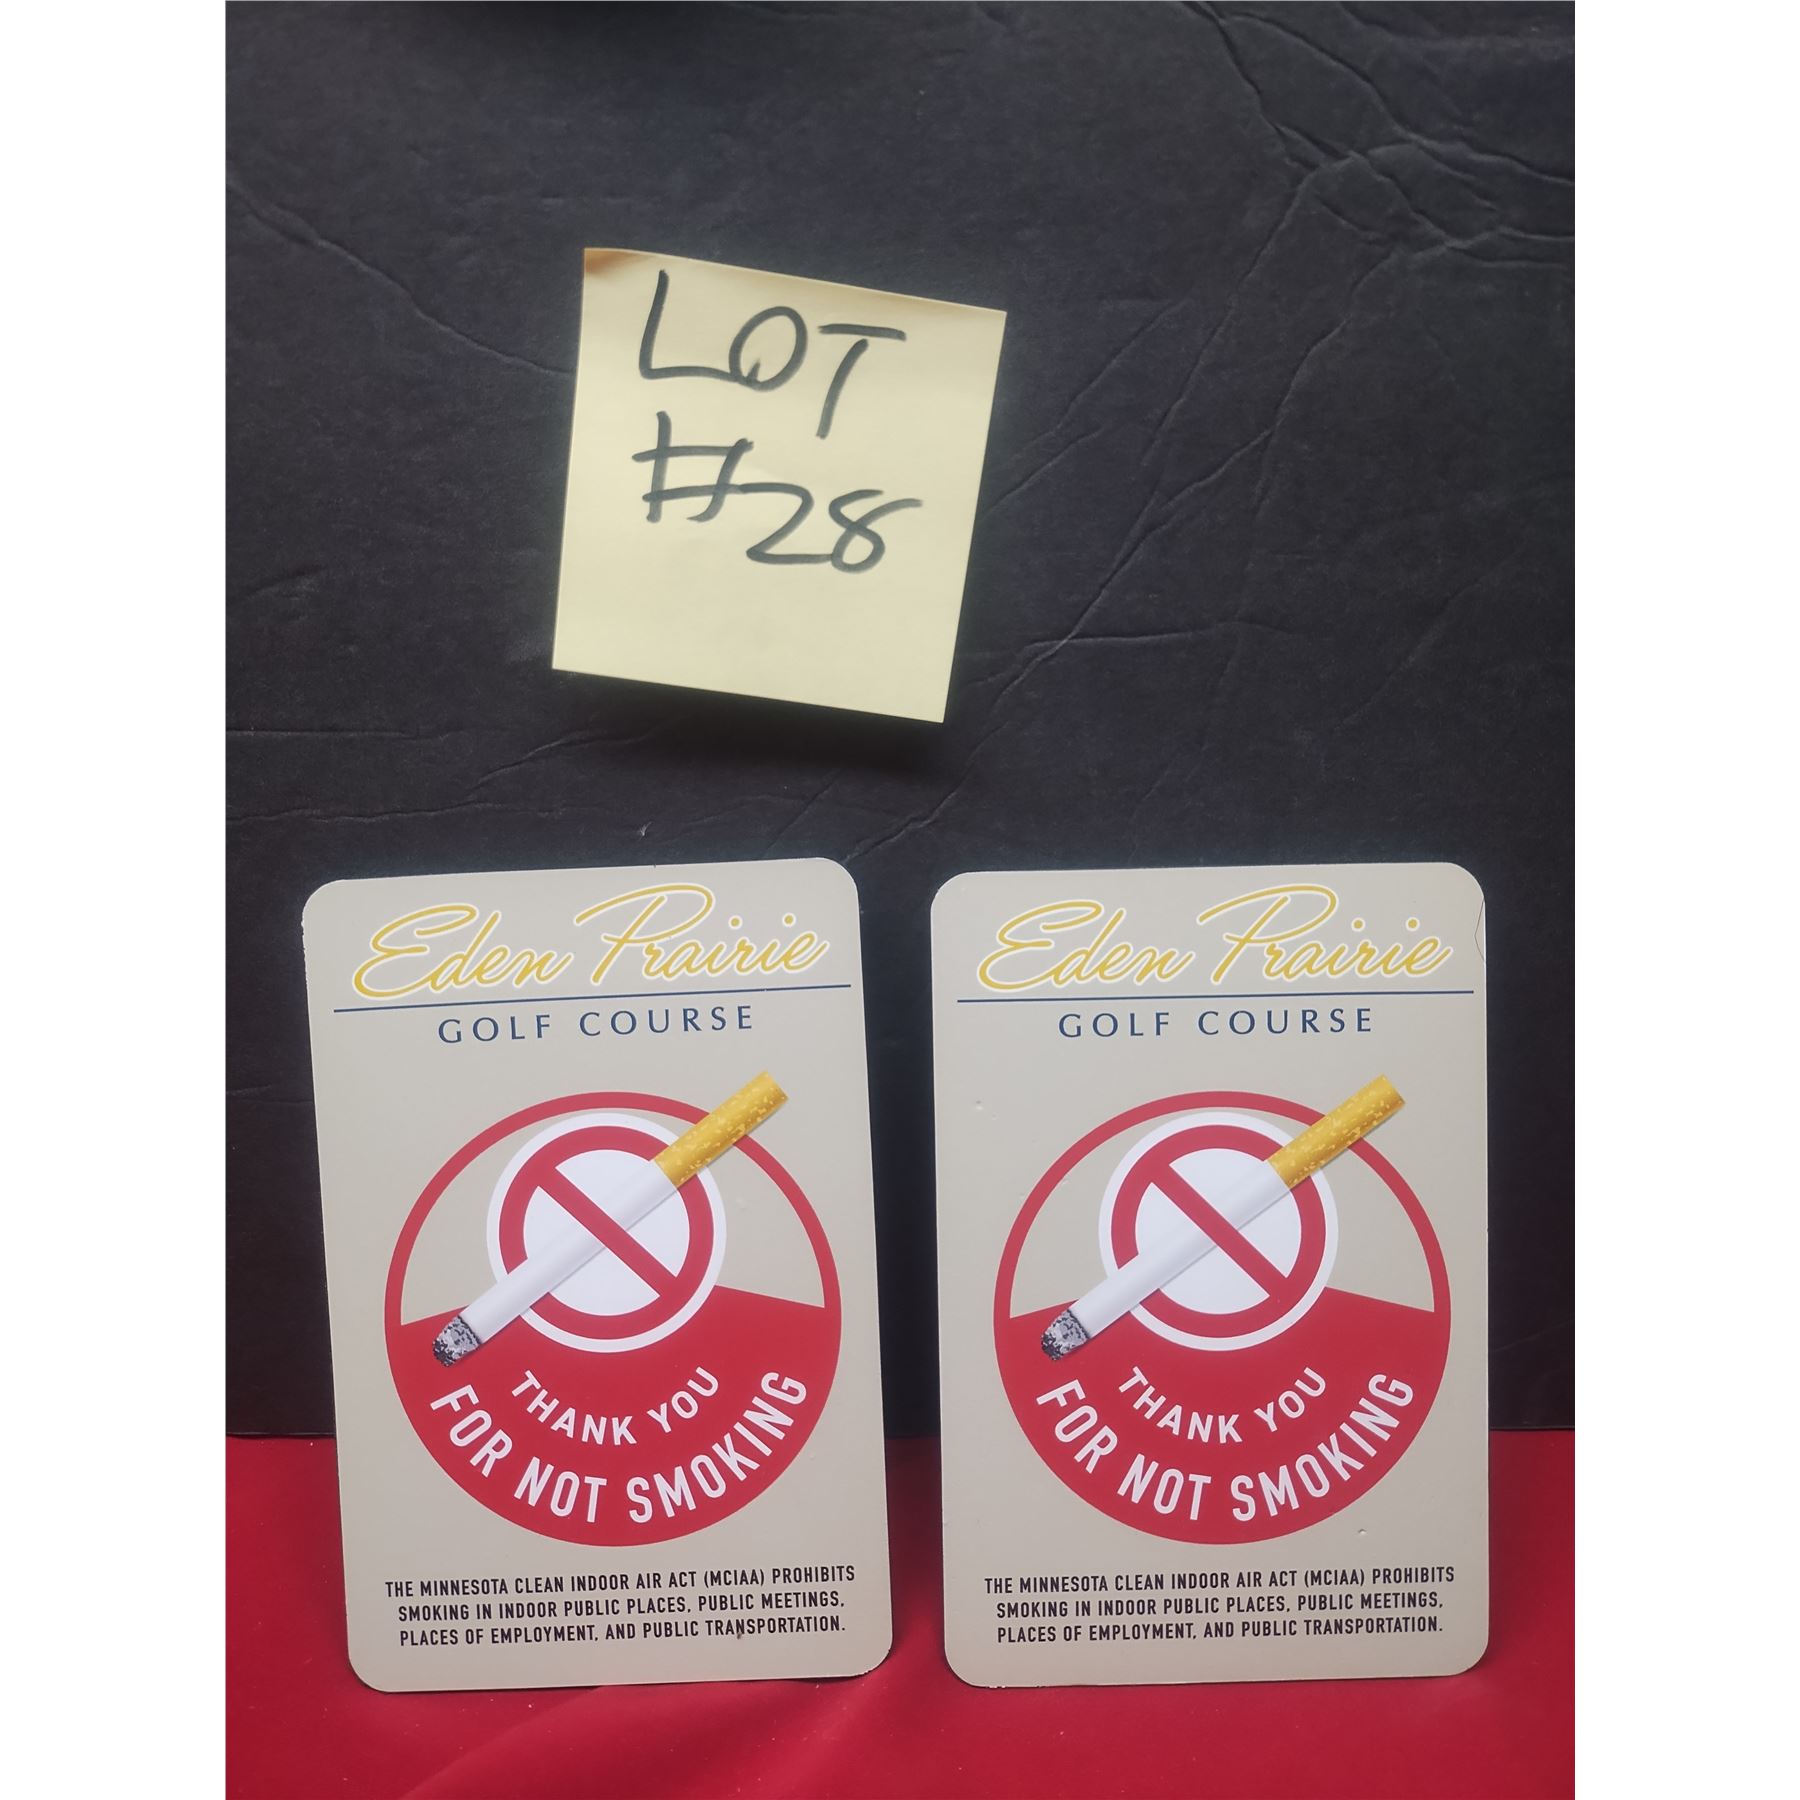 LOT
#28
Eden Prairie
GOLF COURSE
THANK YOU
FOR NOT SMOKING
THE MINNESOTA CLEAN INDOOR AIR ACT (MCIAA) PROHIBITS
SMOKING IN INDOOR PUBLIC PLACES, PUBLIC MEETINGS,
PLACES OF EMPLOYMENT, AND PUBLIC TRANSPORTATION.
Eden Prairie
GOLF COURSE
THANK YOU
FOR NOT SMOKING
THE MINNESOTA CLEAN INDOOR AIR ACT (MCIAA) PROHIBITS
SMOKING IN INDOOR PUBLIC PLACES, PUBLIC MEETINGS,
PLACES OF EMPLOYMENT, AND PUBLIC TRANSPORTATION.